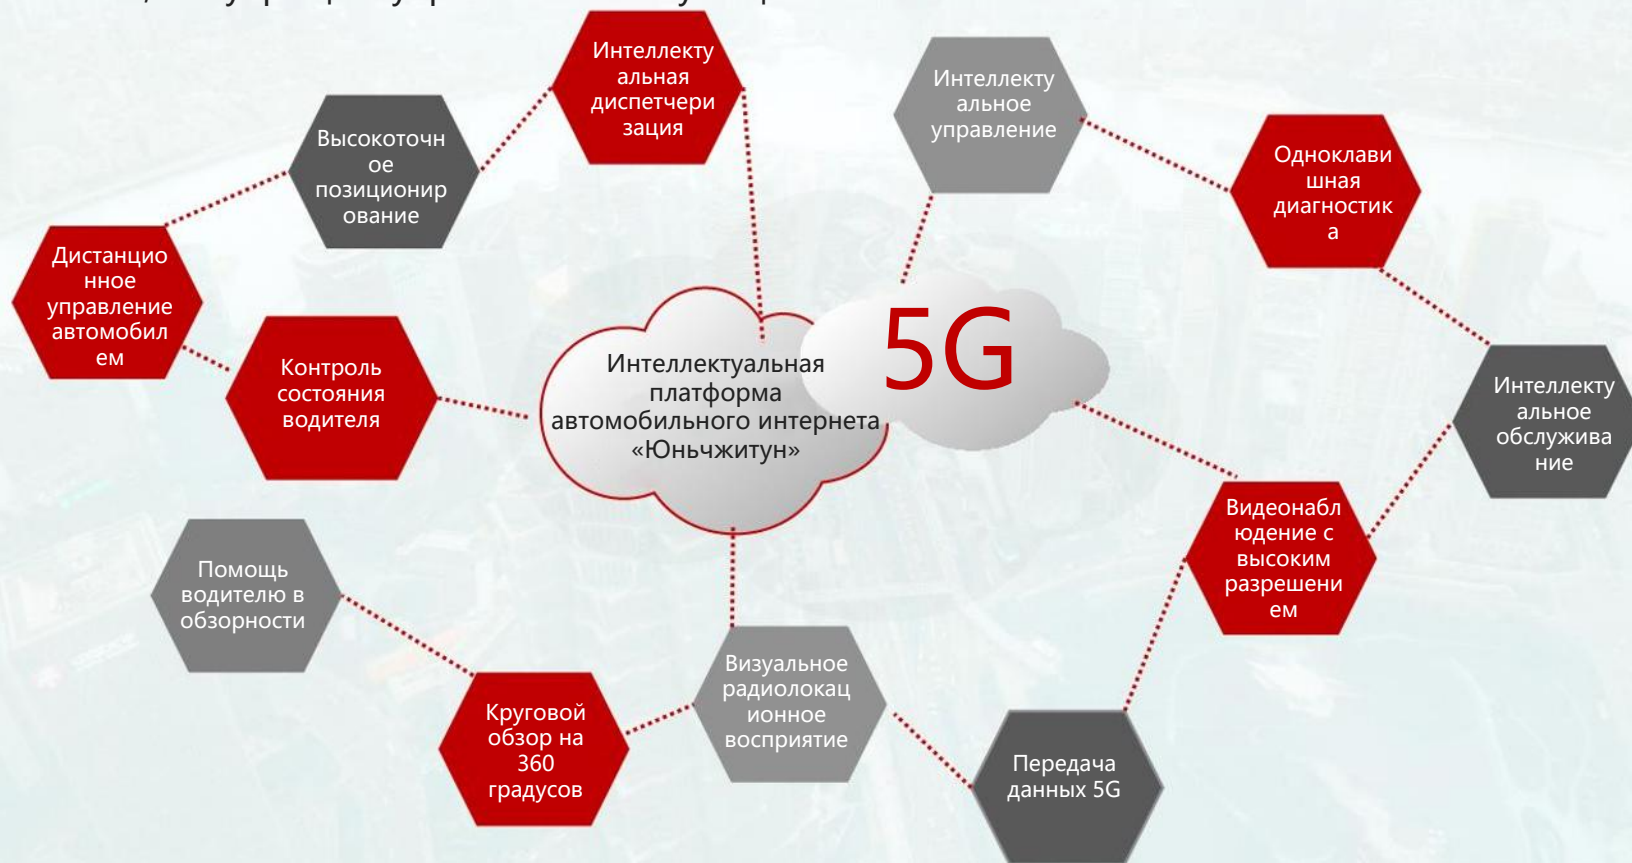 Интеллекту
альная
диспетчери
зация
Интеллекту
альное
управление
Высокоточн
ое
позиционир
ование
Одноклави
шная
диагностик
а
Дистанцио
нное
управление
автомобил
ем
Контроль
состояния
водителя
Интеллектуальная
платформа
автомобильного интернета
«Юньчжитун»
5G
Интеллекту
альное
обслужива
ние
Видеонабл
юдение с
высоким
разрешени
ем
Помощь
водителю в
обзорности
Визуальное
радиолокац
ионное
восприятие
Круговой
обзор на
360
градусов
Передача
данных 5G